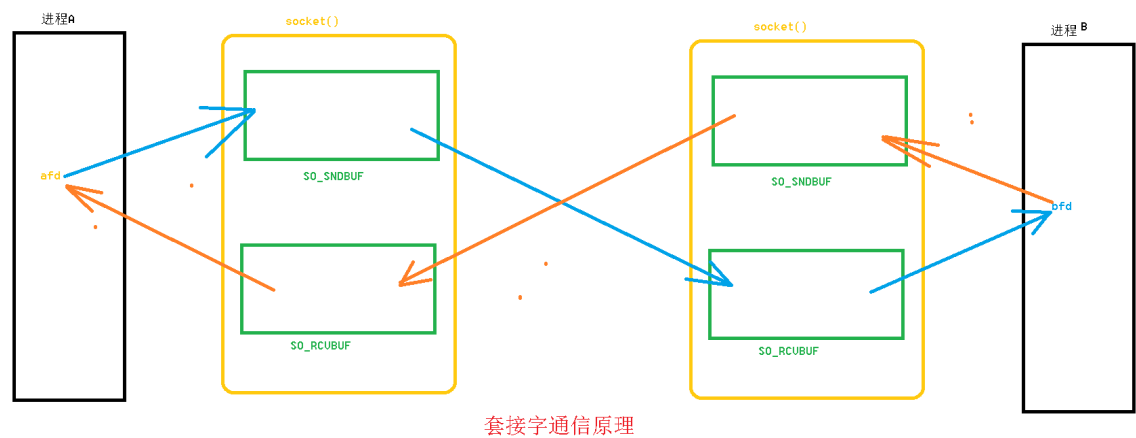 进程A
socket()
socket()
进程 B
afd
SO_SNDBUF
SO_SNDBUF
bfd
SO_RCVBUF
SO_RCVBUF
套接字通信原理